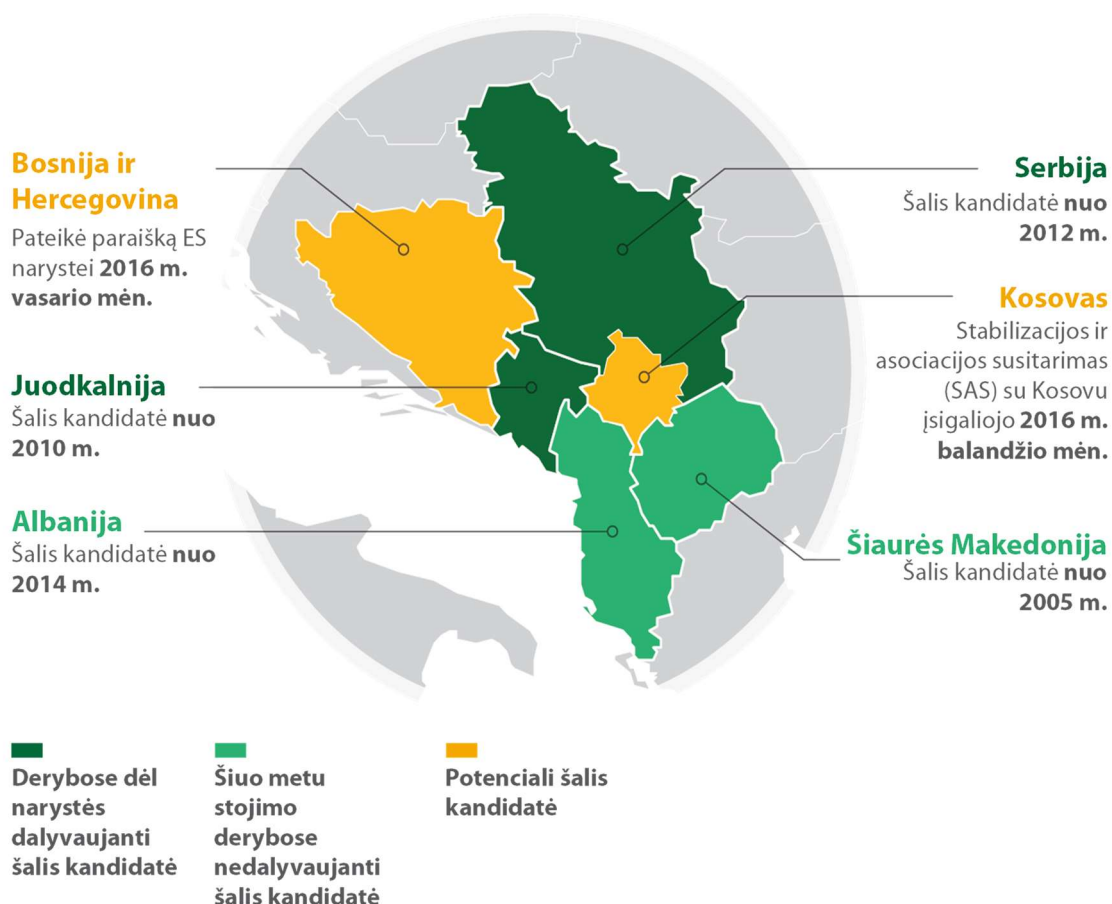 Bosnija ir
Hercegovina
Pateikė paraišką ES
narystei 2016 m.
vasario mėn.
Juodkalnija
Šalis kandidatė nuo
2010 m.
Albanija
Šalis kandidatė nuo
2014 m.
Serbija
Šalis kandidatė nuo
2012 m.
Kosovas
Stabilizacijos ir
asociacijos susitarimas
(SAS) su Kosovu
įsigaliojo 2016 m.
balandžio mėn.
Šiaurės Makedonija
Šalis kandidatė nuo
2005 m.
Derybose dėl
narystės
dalyvaujanti
šalis kandidatė
Šiuo metu
stojimo
derybose
nedalyvaujanti
šalis kandidatė
Potenciali šalis
kandidatė